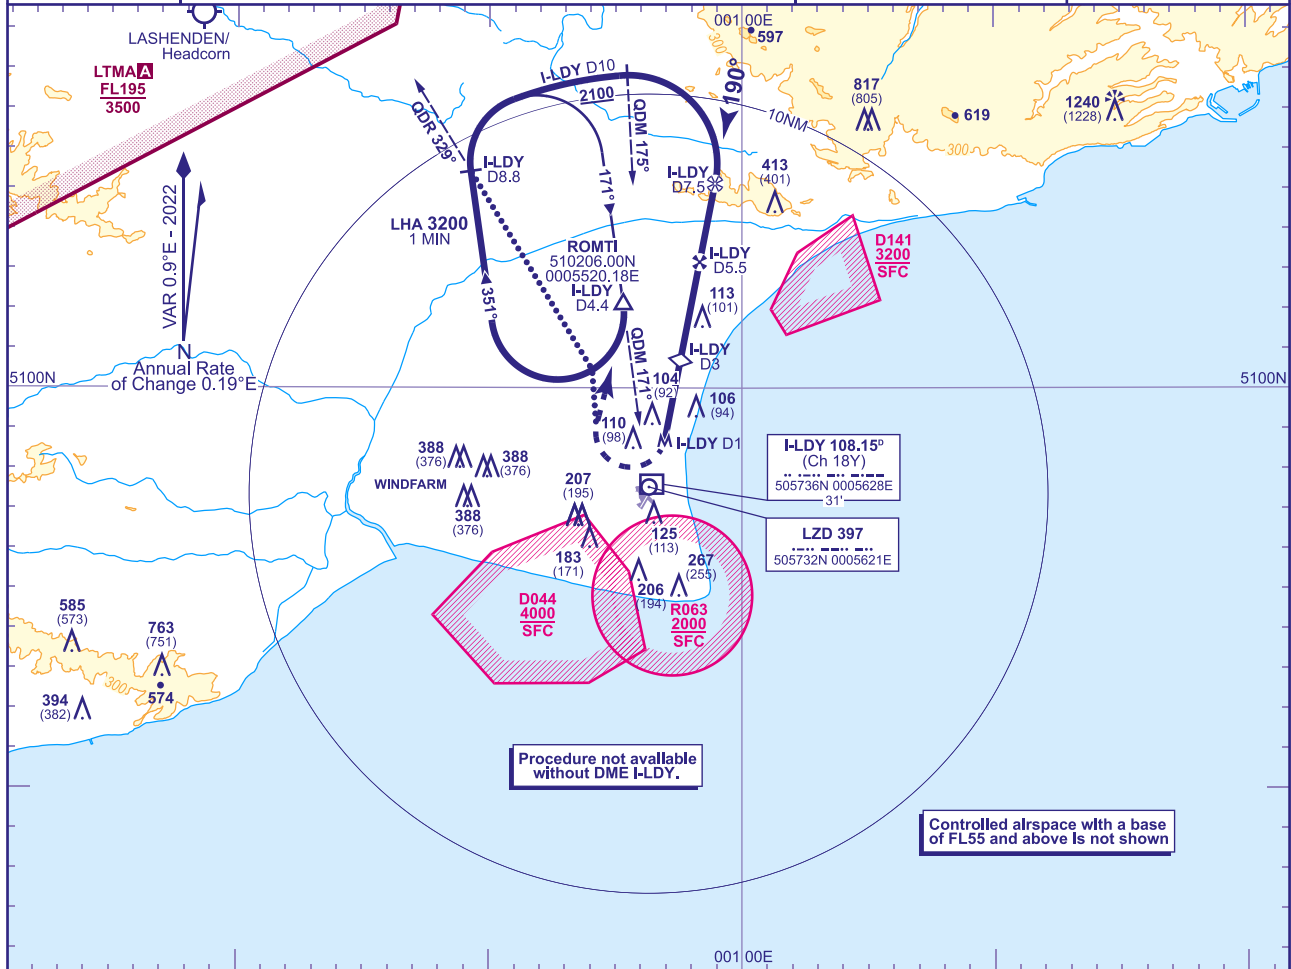 001 00E
LASHENDEN/
Headcorn
LTMA A
FL195
3500
I-LDY D10
2100
190°
300
597
817
(805)
10NM
619
1240
(1228)
300
QDR 329°
I-LDY
D8.8
QDM 175°
171°
I-LDY
D7.5
413
(401)
VAR 0.9°E - 2022
LHA 3200
1 MIN
ROMTI
510206.00N
0005520.18E
I-LDY
D4.4
I-LDY
D5.5
D141
3200
SFC
351°
113
(101)
N
Annual Rate
of Change 0.19°E
QDM 171°
I-LDY
D3
5100N
5100N
104
(92)
106
(94)
110
(98)
I-LDY D1
388
(376)
388
(376)
WINDFARM
388
(376)
207
(195)
I-LDY 108.15ᴰ
(Ch 18Y)
505736N 0005628E
31'
LZD 397
505732N 0005621E
125
(113)
183
(171)
267
(255)
206
(194)
D044
4000
SFC
R063
2000
SFC
585
(573)
763
(751)
300
574
394
(382)
Procedure not available
without DME I-LDY.
Controlled airspace with a base
of FL55 and above is not shown
001 00E